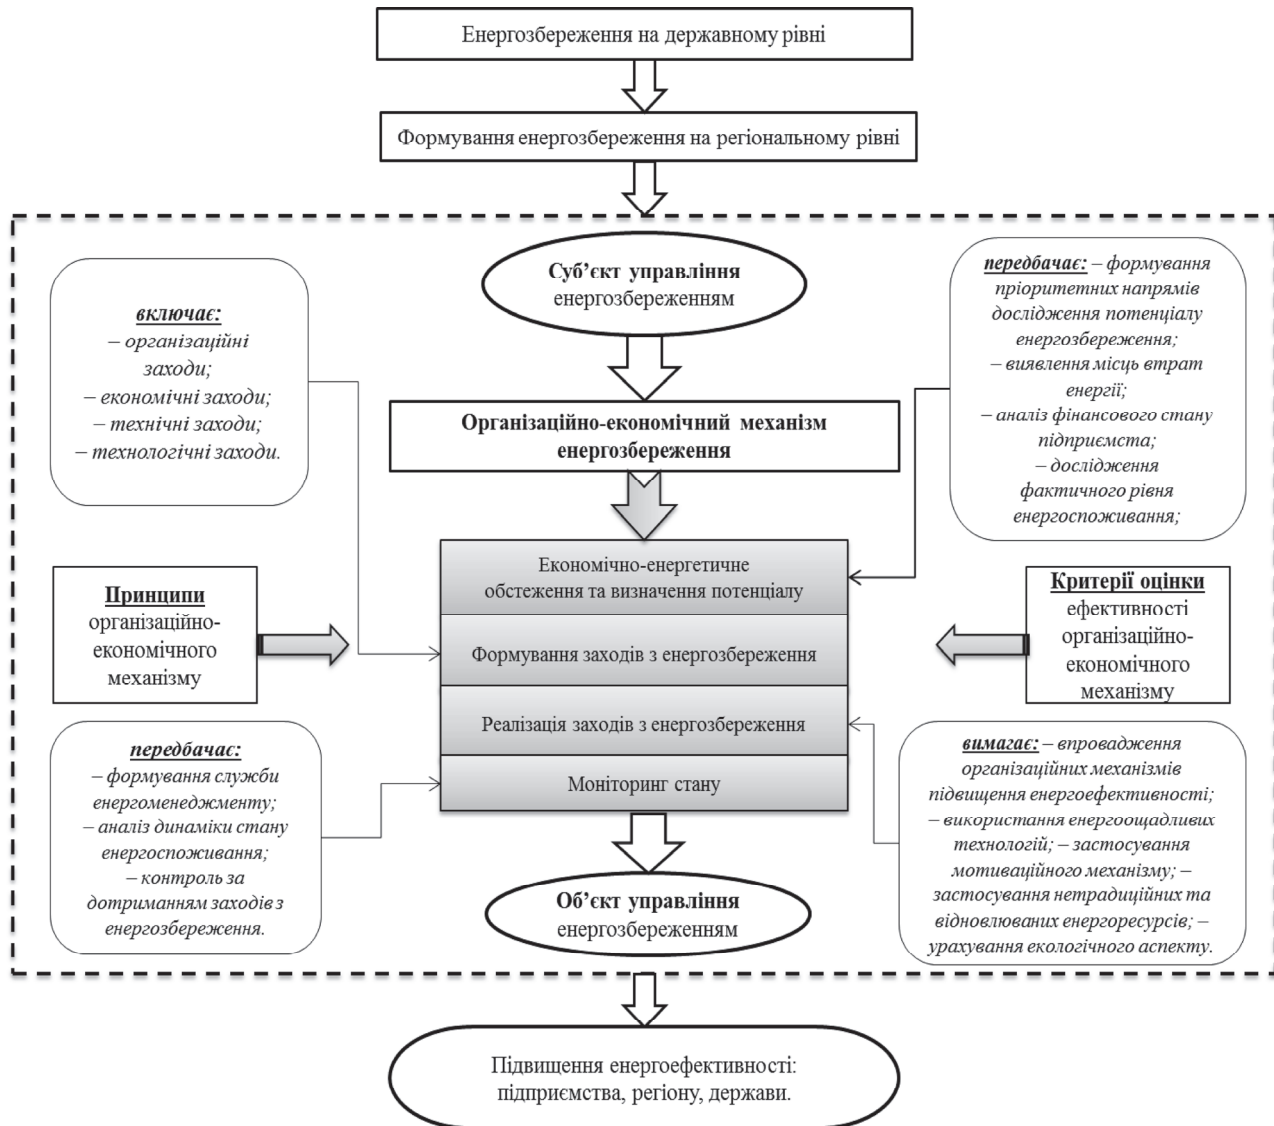 Енергозбереження на державному рівні
Формування енергозбереження на регіональному рівні
Суб’єкт управління
енергозбереженням
включає:
– організаційні
заходи;
– економічні заходи;
– технічні заходи;
– технологічні заходи.
передбачає: – формування
пріоритетних напрямів
дослідження потенціалу
енергозбереження;
– виявлення місць втрат
енергії;
– аналіз фінансового стану
підприємста;
– дослідження
фактичного рівня
енергоспоживання;
Організаційно-економічний механізм
енергозбереження
Економічно-енергетичне
обстеження та визначення потенціалу
Формування заходів з енергозбереження
Реалізація заходів з енергозбереження
Моніторинг стану
Принципи
організаційно-
економічного
механізму
Критерії оцінки
ефективності
організаційно-
економічного
механізму
передбачає:
– формування служби
енергоменеджменту;
– аналіз динаміки стану
енергоспоживання;
– контроль за
дотриманням заходів з
енергозбереження.
вимагає: – впровадження
організаційних механізмів
підвищення енергоефективності;
– використання енергоощадливих
технологій; – застосування
мотиваційного механізму; –
застосування нетрадиційних та
відновлюваних енергоресурсів; –
урахування екологічного аспекту.
Об’єкт управління
енергозбереженням
Підвищення енергоефективності:
підприємства, регіону, держави.